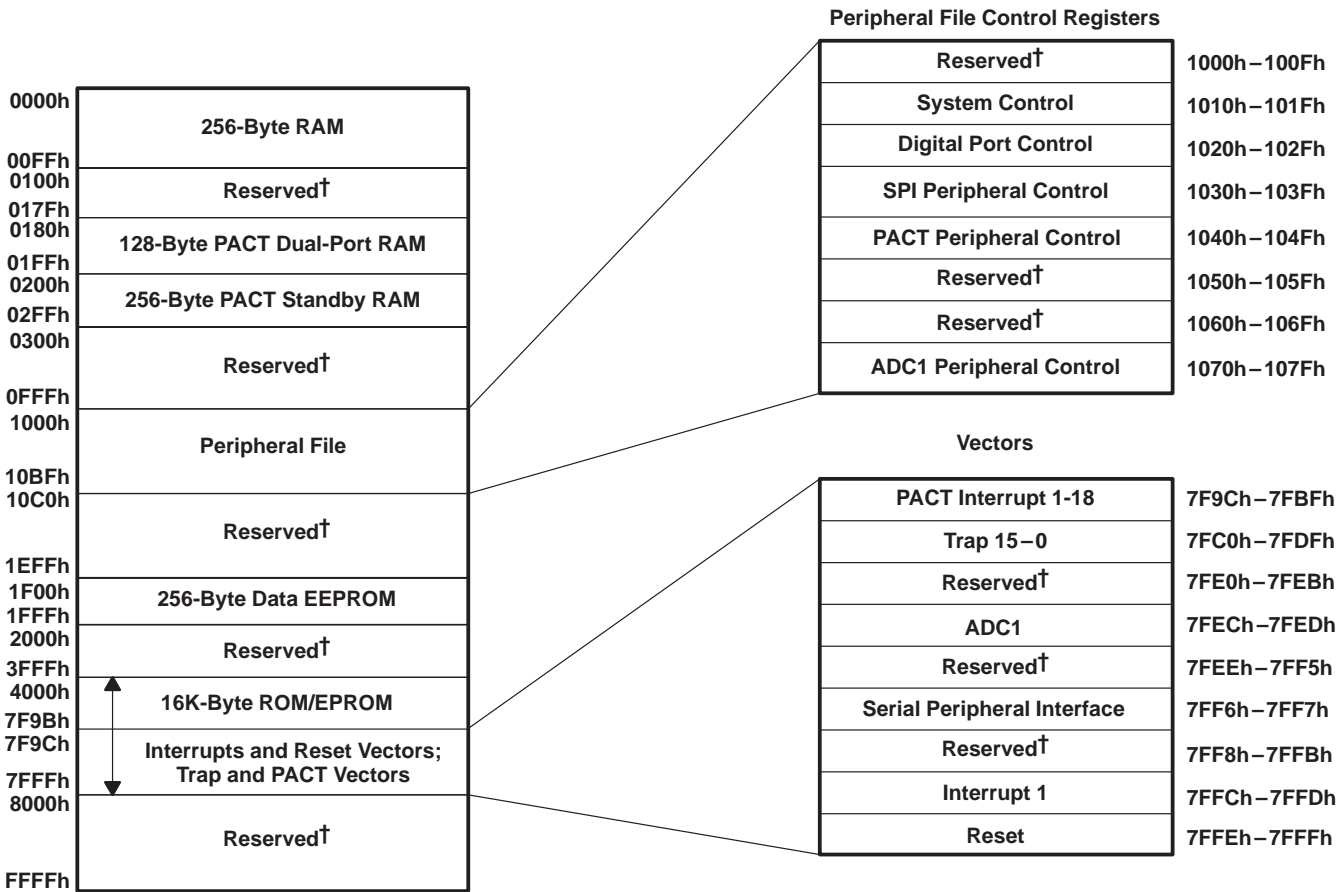 0000h
256-Byte RAM
00FFh
0100h
Reserved†
017Fh
0180h
128-Byte PACT Dual-Port RAM
01FFh
0200h
256-Byte PACT Standby RAM
02FFh
0300h
Reserved†
0FFFh
1000h
Peripheral File
10BFh
10C0h
Reserved†
1EFFh
1F00h
256-Byte Data EEPROM
1FFFh
2000h
Reserved†
3FFFh
4000h
16K-Byte ROM/EPROM
7F9Bh
7F9Ch
Interrupts and Reset Vectors;
Trap and PACT Vectors
7FFFh
8000h
Reserved†
FFFFh
Peripheral File Control Registers
Reserved† 1000h–100Fh
System Control 1010h–101Fh
Digital Port Control 1020h–102Fh
SPI Peripheral Control 1030h–103Fh
PACT Peripheral Control 1040h–104Fh
Reserved† 1050h–105Fh
Reserved† 1060h–106Fh
ADC1 Peripheral Control 1070h–107Fh
Vectors
PACT Interrupt 1-18 7F9Ch–7FBFh
Trap 15–0 7FC0h–7FDFh
Reserved† 7FE0h–7FEBh
ADC1 7FECh–7FEDh
Reserved† 7FEEh–7FF5h
Serial Peripheral Interface 7FF6h–7FF7h
Reserved† 7FF8h–7FFBh
Interrupt 1 7FFCh–7FFDh
Reset 7FFEh–7FFFh